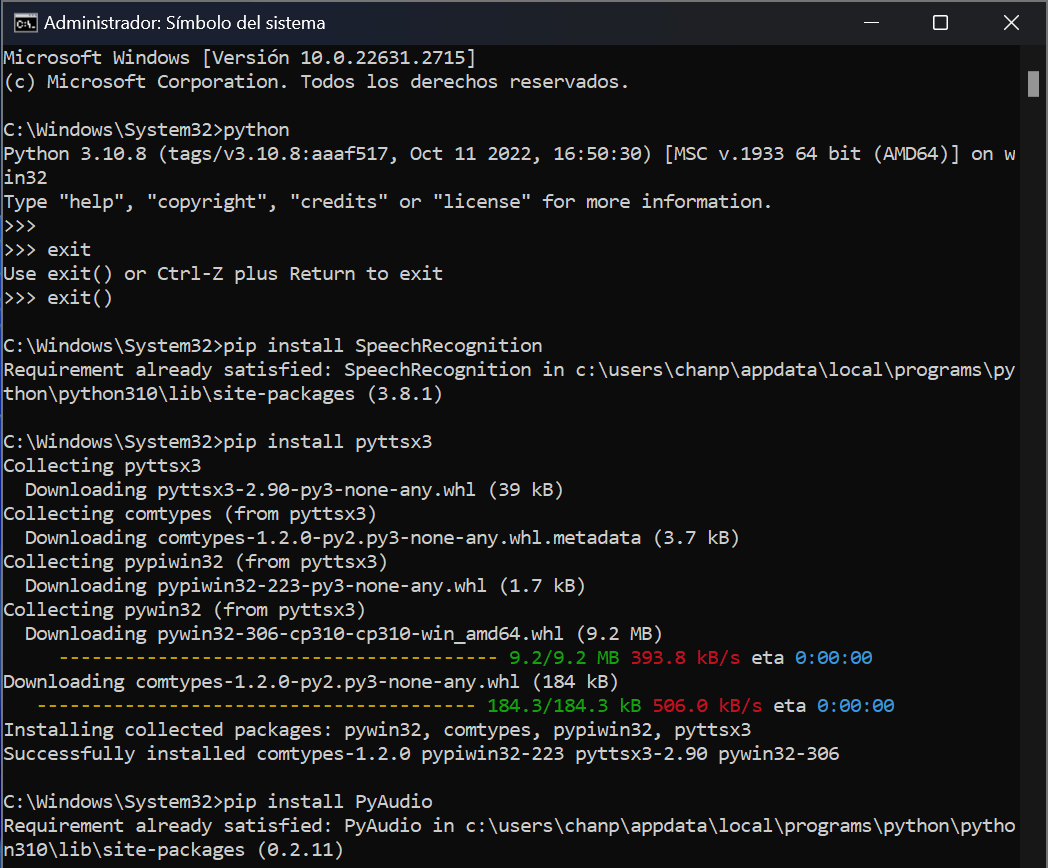 Administrador: Símbolo del sistema
Microsoft Windows [Versión 10.0.22631.2715]
(c) Microsoft Corporation. Todos los derechos reservados.
C:\Windows\System32>python
Python 3.10.8 (tags/v3.10.8:aaaf517, Oct 11 2022, 16:50:30) [MSC v.1933 64 bit (AMD64)] on w
in32
Type "help", "copyright", "credits" or "license" for more information.
>>>
>>> exit
Use exit() or Ctrl-Z plus Return to exit
>>> exit()
C:\Windows\System32>pip install SpeechRecognition
Requirement already satisfied: SpeechRecognition in c:\users\chanp\appdata\local\programs\py
thon\python310\lib\site-packages (3.8.1)
C:\Windows\System32>pip install pyttsx3
Collecting pyttsx3
  Downloading pyttsx3-2.90-py3-none-any.whl (39 kB)
Collecting comtypes (from pyttsx3)
  Downloading comtypes-1.2.0-py2.py3-none-any.whl.metadata (3.7 kB)
Collecting pypiwin32 (from pyttsx3)
  Downloading pypiwin32-223-py3-none-any.whl (1.7 kB)
Collecting pywin32 (from pyttsx3)
  Downloading pywin32-306-cp310-cp310-win_amd64.whl (9.2 MB)
     ---------------------------------------- 9.2/9.2 MB 393.8 kB/s eta 0:00:00
Downloading comtypes-1.2.0-py2.py3-none-any.whl (184 kB)
   ---------------------------------------- 184.3/184.3 kB 506.0 kB/s eta 0:00:00
Installing collected packages: pywin32, comtypes, pypiwin32, pyttsx3
Successfully installed comtypes-1.2.0 pypiwin32-223 pyttsx3-2.90 pywin32-306
C:\Windows\System32>pip install PyAudio
Requirement already satisfied: PyAudio in c:\users\chanp\appdata\local\programs\python\pytho
n310\lib\site-packages (0.2.11)